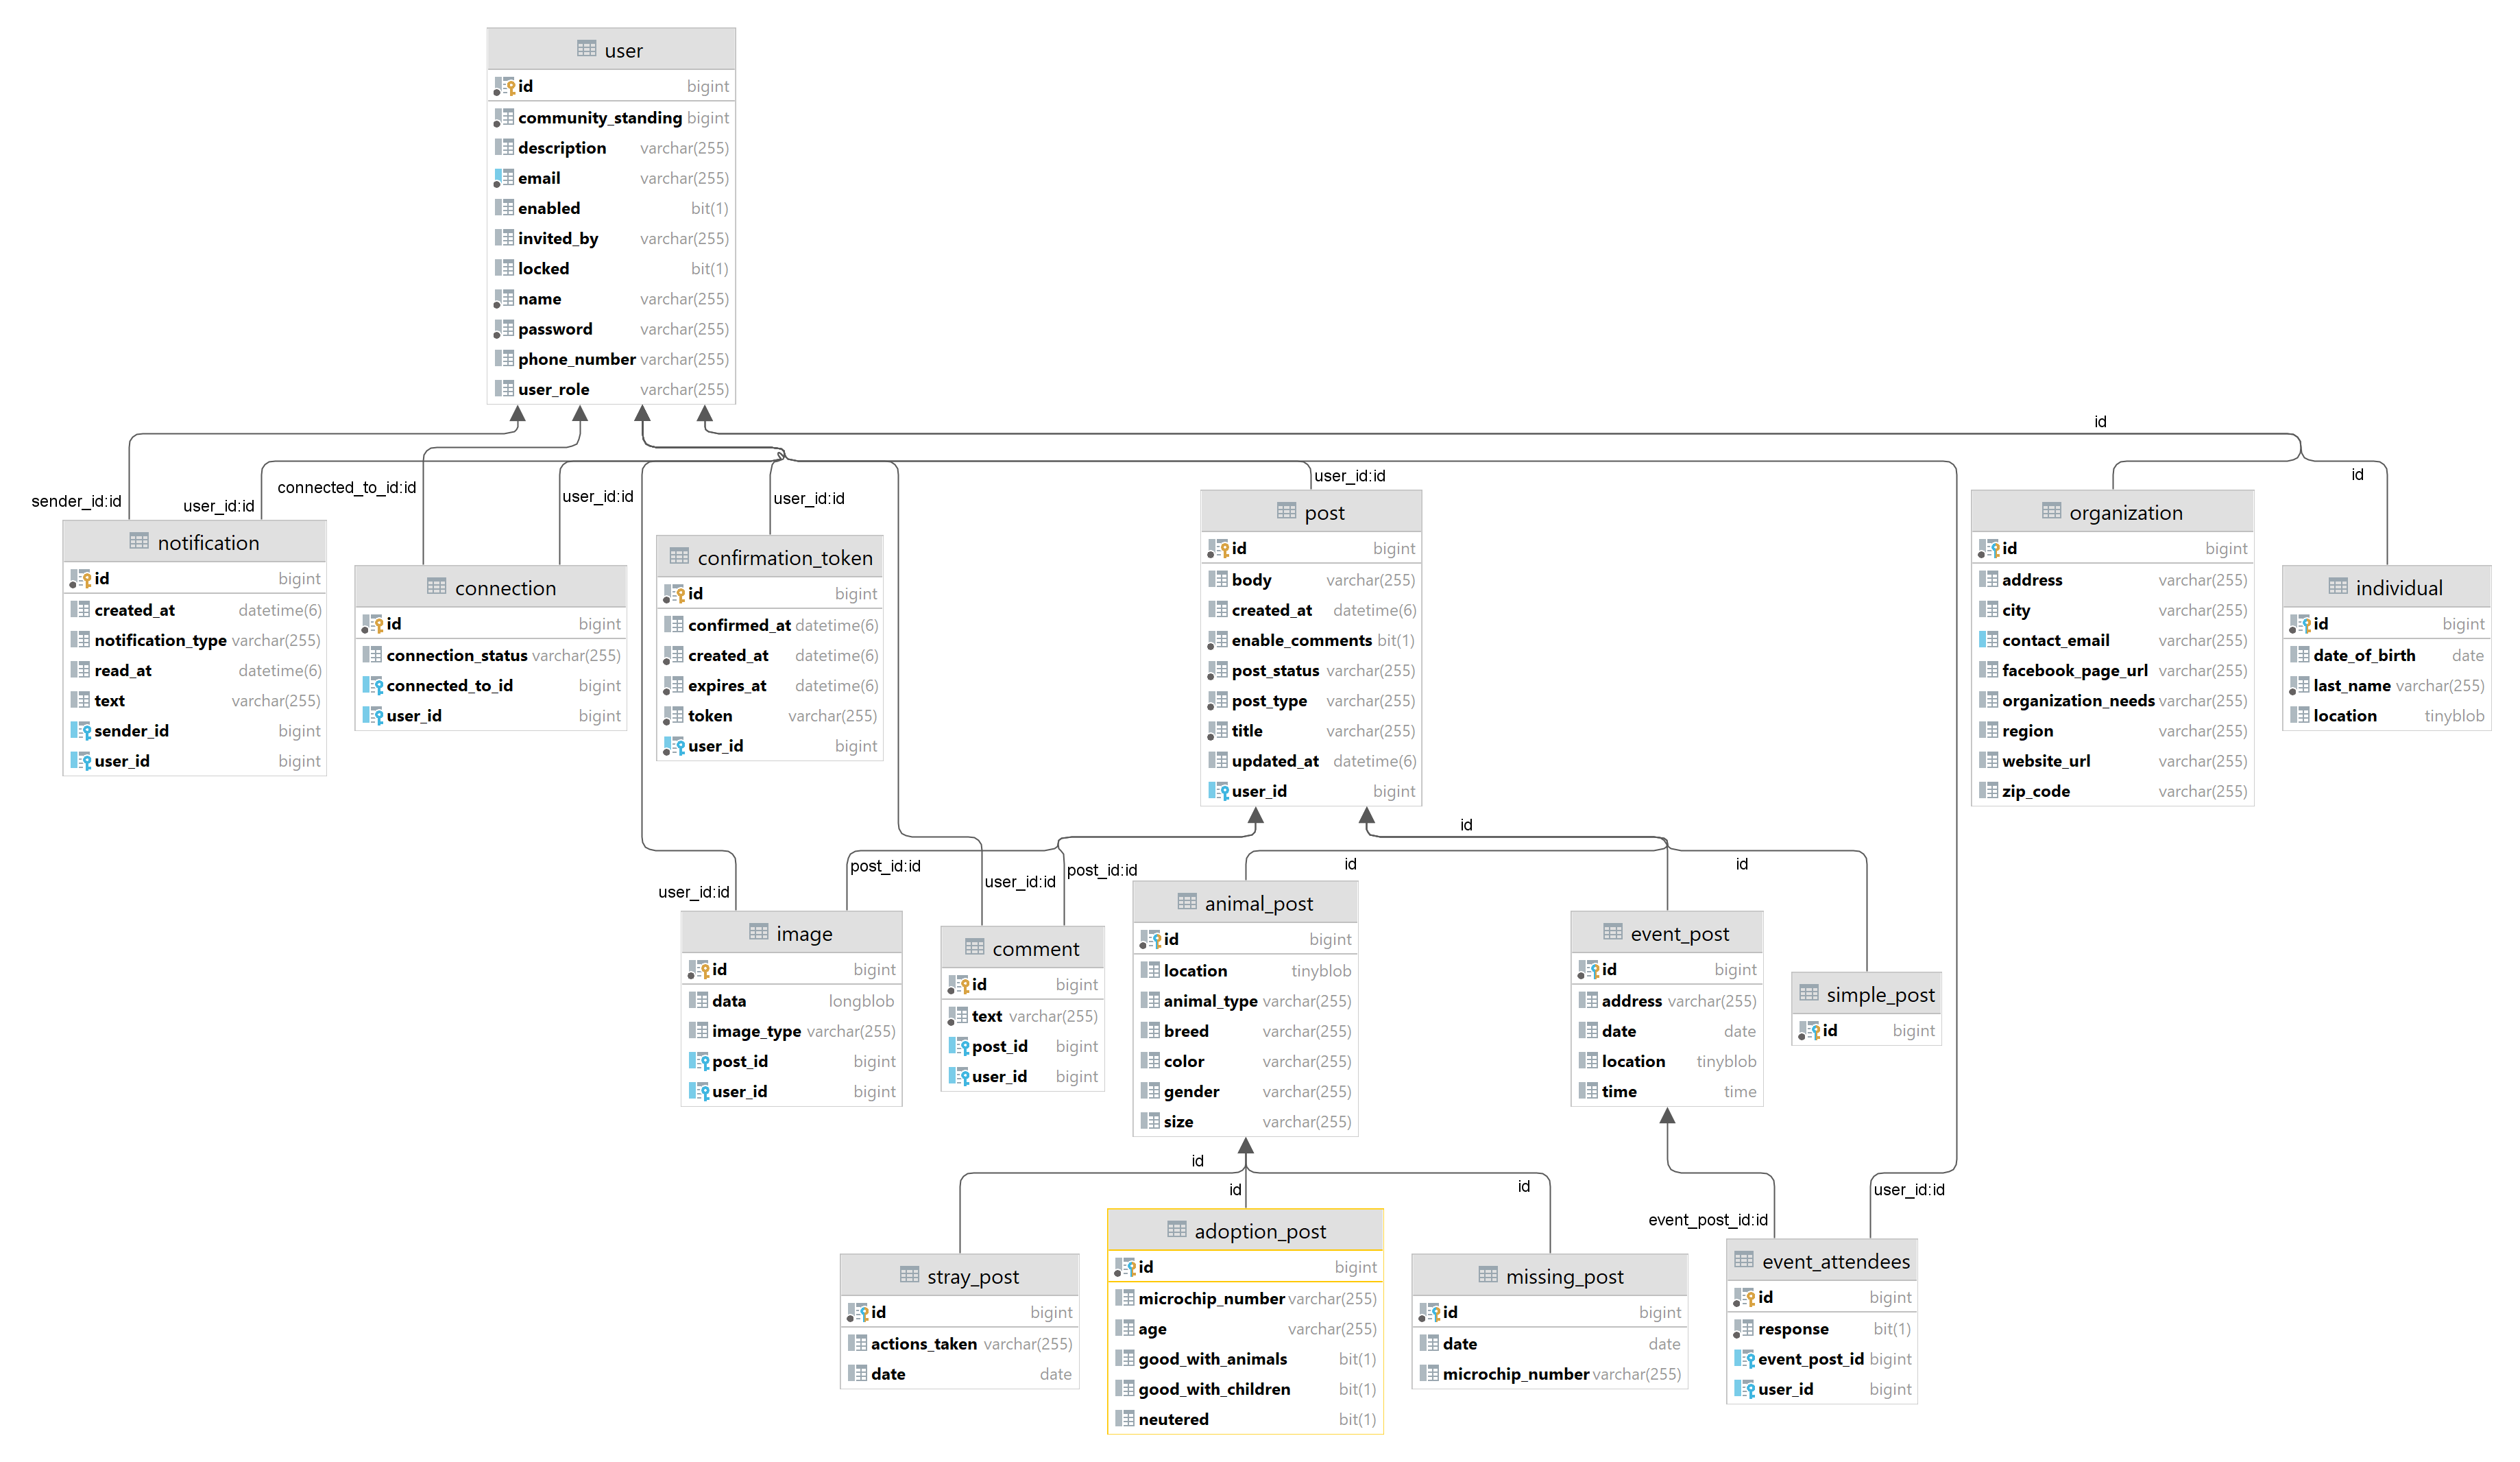 user
id bigint
community_standing bigint
description varchar(255)
email varchar(255)
enabled bit(1)
invited_by varchar(255)
locked bit(1)
name varchar(255)
password varchar(255)
phone_number varchar(255)
user_role varchar(255)
id
id
sender_id:id
user_id:id
connected_to_id:id
user_id:id
user_id:id
user_id:id
notification
id bigint
created_at datetime(6)
notification_type varchar(255)
read_at datetime(6)
text varchar(255)
sender_id bigint
user_id bigint
connection
id bigint
connection_status varchar(255)
connected_to_id bigint
user_id bigint
confirmation_token
id bigint
confirmed_at datetime(6)
created_at datetime(6)
expires_at datetime(6)
token varchar(255)
user_id bigint
post
id bigint
body varchar(255)
created_at datetime(6)
enable_comments bit(1)
post_status varchar(255)
post_type varchar(255)
title varchar(255)
updated_at datetime(6)
user_id bigint
organization
id bigint
address varchar(255)
city varchar(255)
contact_email varchar(255)
facebook_page_url varchar(255)
organization_needs varchar(255)
region varchar(255)
website_url varchar(255)
zip_code varchar(255)
individual
id bigint
date_of_birth date
last_name varchar(255)
location tinyblob
user_id:id
post_id:id
user_id:id
post_id:id
id
id
id
image
id bigint
data longblob
image_type varchar(255)
post_id bigint
user_id bigint
comment
id bigint
text varchar(255)
post_id bigint
user_id bigint
animal_post
id bigint
location tinyblob
animal_type varchar(255)
breed varchar(255)
color varchar(255)
gender varchar(255)
size varchar(255)
event_post
id bigint
address varchar(255)
date date
location tinyblob
time time
simple_post
id bigint
id
id
id
event_post_id:id
user_id:id
stray_post
id bigint
actions_taken varchar(255)
date date
adoption_post
id bigint
microchip_number varchar(255)
age varchar(255)
good_with_animals bit(1)
good_with_children bit(1)
neutered bit(1)
missing_post
id bigint
date date
microchip_number varchar(255)
event_attendees
id bigint
response bit(1)
event_post_id bigint
user_id bigint